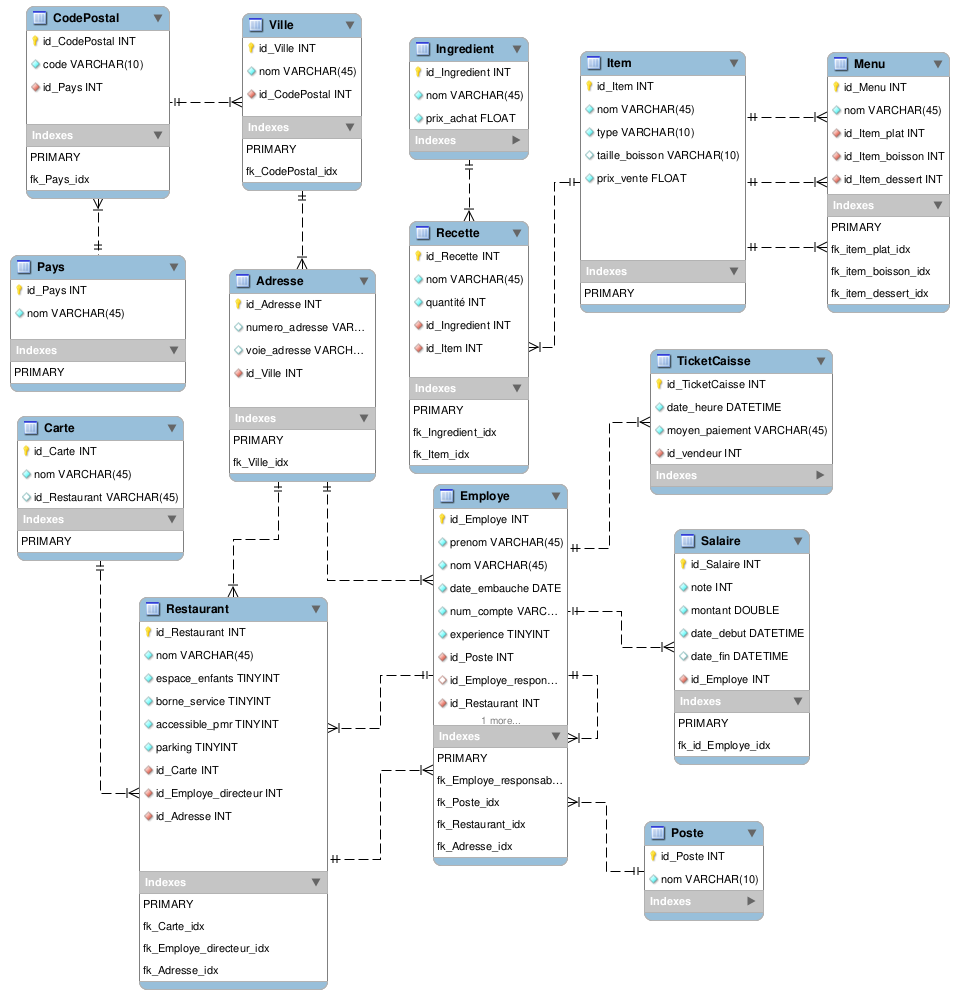 CodePostal
id_CodePostal INT
code VARCHAR(10)
id_Pays INT
Indexes
PRIMARY
fk_Pays_idx
Ville
id_Ville INT
nom VARCHAR(45)
id_CodePostal INT
Indexes
PRIMARY
fk_CodePostal_idx
Ingredient
id_Ingredient INT
nom VARCHAR(45)
prix_achat FLOAT
Indexes
Item
id_Item INT
nom VARCHAR(45)
type VARCHAR(10)
taille_boisson VARCHAR(10)
prix_vente FLOAT
Indexes
PRIMARY
Menu
id_Menu INT
nom VARCHAR(45)
id_Item_plat INT
id_Item_boisson INT
id_Item_dessert INT
Indexes
PRIMARY
fk_item_plat_idx
fk_item_boisson_idx
fk_item_dessert_idx
Pays
id_Pays INT
nom VARCHAR(45)
Indexes
PRIMARY
Adresse
id_Adresse INT
numero_adresse VAR...
voie_adresse VARCH...
id_Ville INT
Indexes
PRIMARY
fk_Ville_idx
Recette
id_Recette INT
nom VARCHAR(45)
quantité INT
id_Ingredient INT
id_Item INT
Indexes
PRIMARY
fk_Ingredient_idx
fk_Item_idx
TicketCaisse
id_TicketCaisse INT
date_heure DATETIME
moyen_paiement VARCHAR(45)
id_vendeur INT
Indexes
Carte
id_Carte INT
nom VARCHAR(45)
id_Restaurant VARCHAR(45)
Indexes
PRIMARY
Employe
id_Employe INT
prenom VARCHAR(45)
nom VARCHAR(45)
date_embauche DATE
num_compte VARC...
experience TINYINT
id_Poste INT
id_Employe_respon...
id_Restaurant INT
1 more...
Indexes
PRIMARY
fk_Employe_responsab...
fk_Poste_idx
fk_Restaurant_idx
fk_Adresse_idx
Salaire
id_Salaire INT
note INT
montant DOUBLE
date_debut DATETIME
date_fin DATETIME
id_Employe INT
Indexes
PRIMARY
fk_id_Employe_idx
Restaurant
id_Restaurant INT
nom VARCHAR(45)
espace_enfants TINYINT
borne_service TINYINT
accessible_pmr TINYINT
parking TINYINT
id_Carte INT
id_Employe_directeur INT
id_Adresse INT
Indexes
PRIMARY
fk_Carte_idx
fk_Employe_directeur_idx
fk_Adresse_idx
Poste
id_Poste INT
nom VARCHAR(10)
Indexes